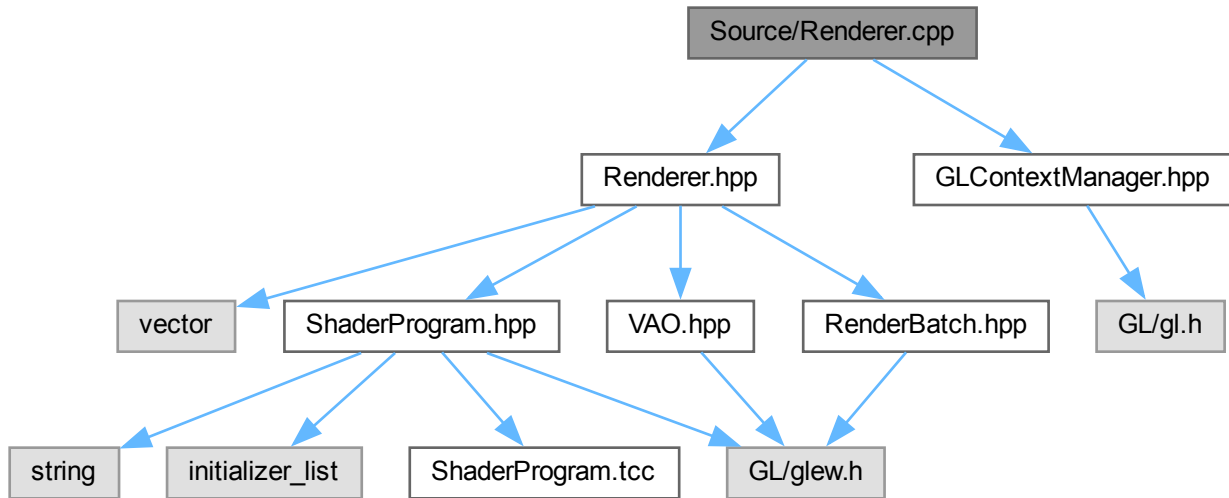 Source/Renderer.cpp
Renderer.hpp
GLContextManager.hpp
vector
ShaderProgram.hpp
VAO.hpp
RenderBatch.hpp
GL/gl.h
string
initializer_list
ShaderProgram.tcc
GL/glew.h